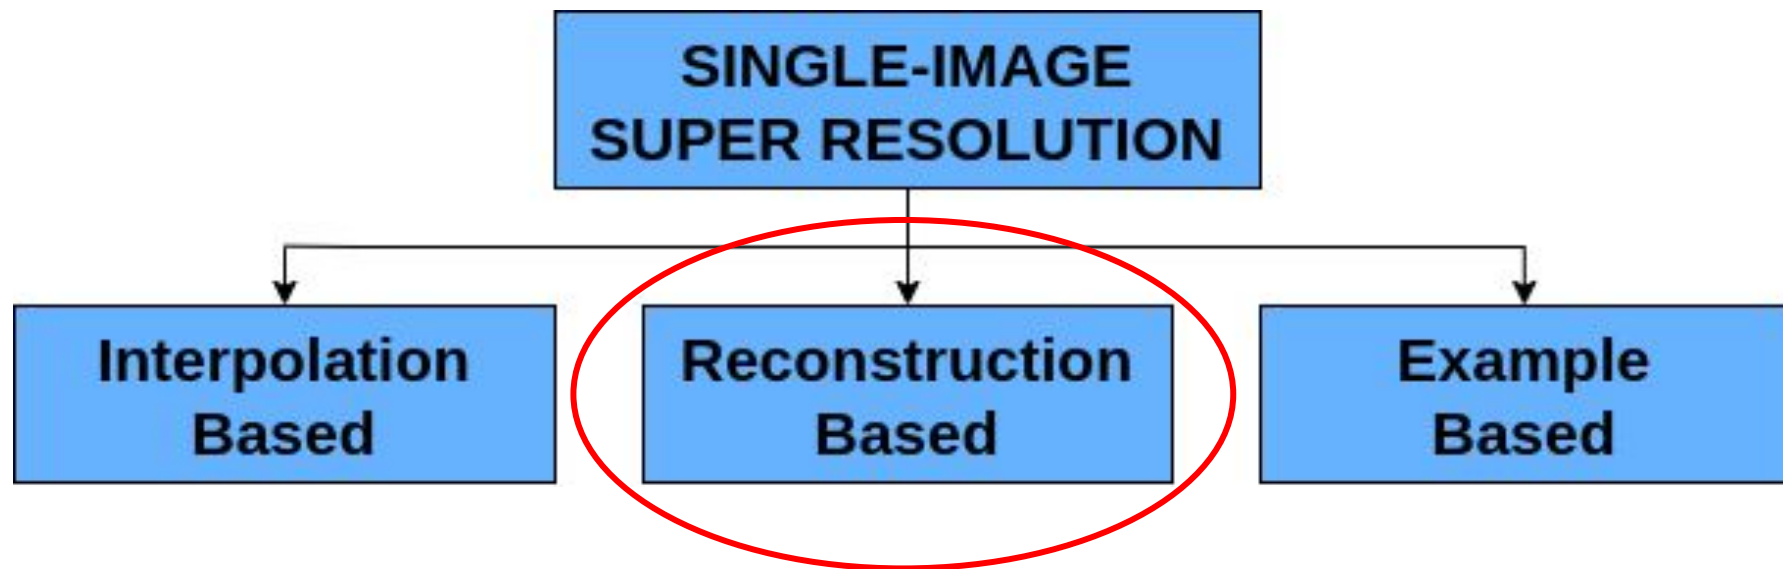 SINGLE-IMAGE
SUPER RESOLUTION
Interpolation
Based
Reconstruction
Based
Example
Based